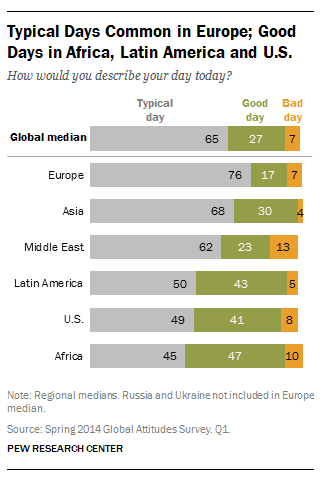 Typical Days Common in Europe; Good
Days in Africa, Latin America and U.S.
How would you describe your day today?
Typical day Good day Bad day
Global median 65 27 7
Europe 76 17 7
Asia 68 30 4
Middle East 62 23 13
Latin America 50 43 5
U.S. 49 41 8
Africa 45 47 10
Note: Regional medians. Russia and Ukraine not included in Europe
median.
Source: Spring 2014 Global Attitudes Survey. Q1.
PEW RESEARCH CENTER